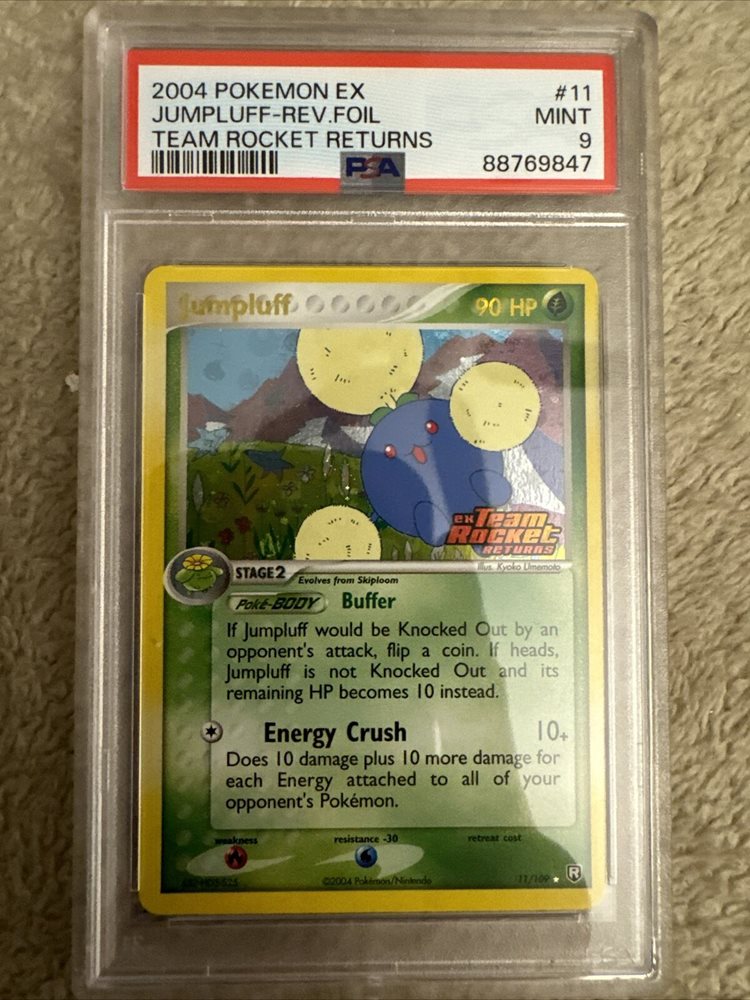 2004 POKEMON EX #11
JUMPLUFF-REV.FOIL MINT
TEAM ROCKET RETURNS 9
PSA 88769847
Jumpluff 90 HP
ex Team
Rocket
RETURNS
Illus. Kyoko Umemoto
STAGE2 Evolves from Skiploom
Poké-BODY Buffer
If Jumpluff would be Knocked Out by an
opponent's attack, flip a coin. If heads,
Jumpluff is not Knocked Out and its
remaining HP becomes 10 instead.
Energy Crush 10+
Does 10 damage plus 10 more damage for
each Energy attached to all of your
opponent's Pokémon.
weakness resistance -30 retreat cost
©2004 Pokémon/Nintendo 11/109 ★ R